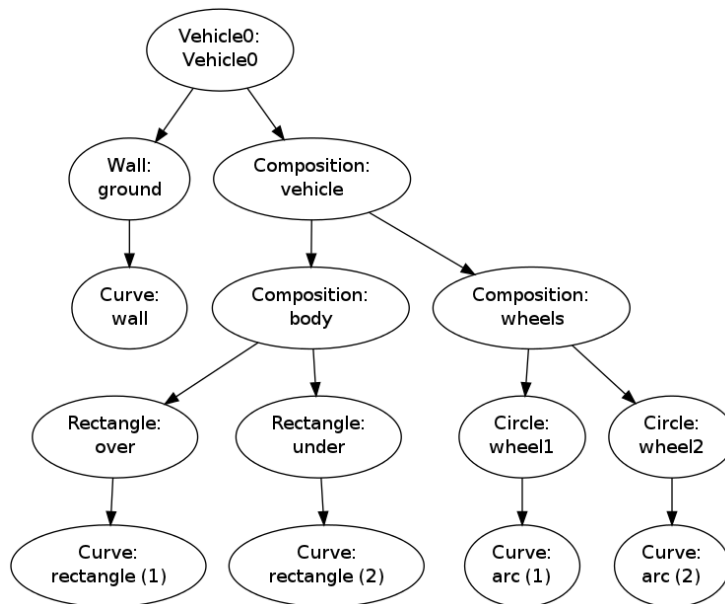 Vehicle0:
Vehicle0
Wall:
ground
Composition:
vehicle
Curve:
wall
Composition:
body
Composition:
wheels
Rectangle:
over
Rectangle:
under
Circle:
wheel1
Circle:
wheel2
Curve:
rectangle (1)
Curve:
rectangle (2)
Curve:
arc (1)
Curve:
arc (2)